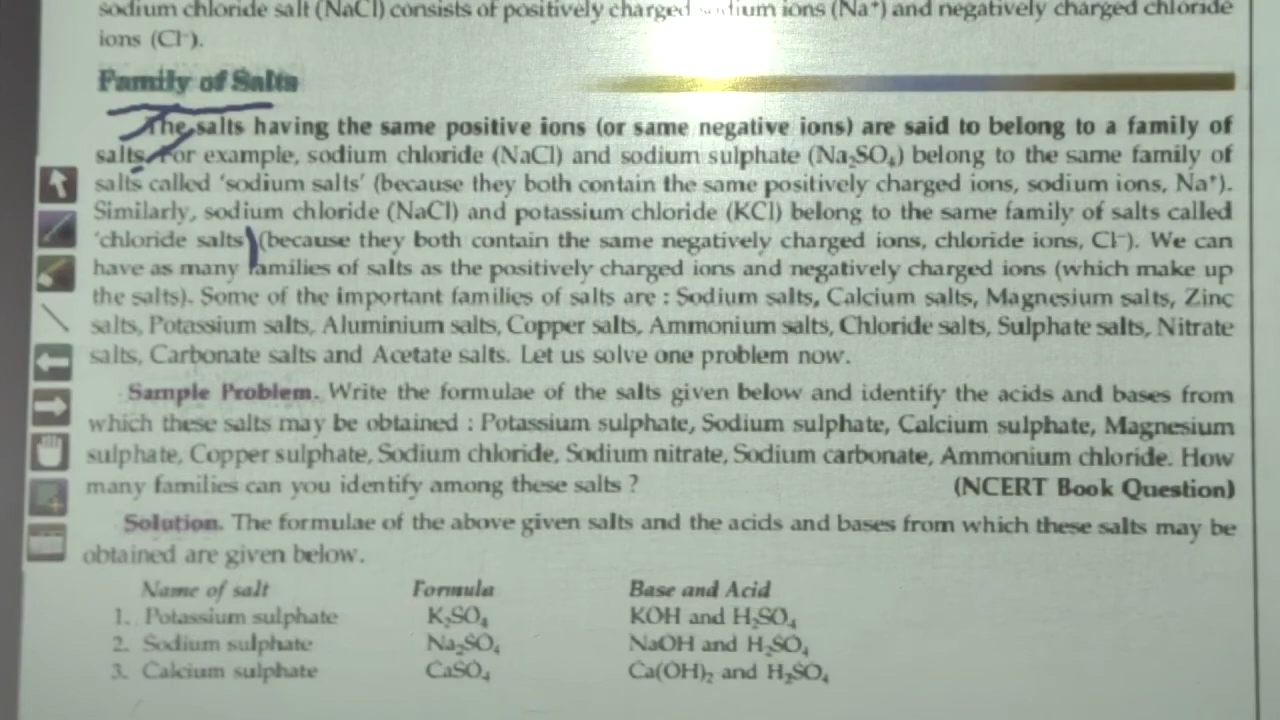 sodium chloride salt (NaCl) consists of positively charged sodium ions (Na⁺) and negatively charged chloride
ions (Cl⁻).
Family of Salts
The salts having the same positive ions (or same negative ions) are said to belong to a family of
salts. For example, sodium chloride (NaCl) and sodium sulphate (Na₂SO₄) belong to the same family of
salts called 'sodium salts' (because they both contain the same positively charged ions, sodium ions, Na⁺).
Similarly, sodium chloride (NaCl) and potassium chloride (KCl) belong to the same family of salts called
'chloride salts' (because they both contain the same negatively charged ions, chloride ions, Cl⁻). We can
have as many families of salts as the positively charged ions and negatively charged ions (which make up
the salts). Some of the important families of salts are : Sodium salts, Calcium salts, Magnesium salts, Zinc
salts, Potassium salts, Aluminium salts, Copper salts, Ammonium salts, Chloride salts, Sulphate salts, Nitrate
salts, Carbonate salts and Acetate salts. Let us solve one problem now.
Sample Problem. Write the formulae of the salts given below and identify the acids and bases from
which these salts may be obtained : Potassium sulphate, Sodium sulphate, Calcium sulphate, Magnesium
sulphate, Copper sulphate, Sodium chloride, Sodium nitrate, Sodium carbonate, Ammonium chloride. How
many families can you identify among these salts ? (NCERT Book Question)
Solution. The formulae of the above given salts and the acids and bases from which these salts may be
obtained are given below.
Name of salt Formula Base and Acid
1. Potassium sulphate K₂SO₄ KOH and H₂SO₄
2. Sodium sulphate Na₂SO₄ NaOH and H₂SO₄
3. Calcium sulphate CaSO₄ Ca(OH)₂ and H₂SO₄